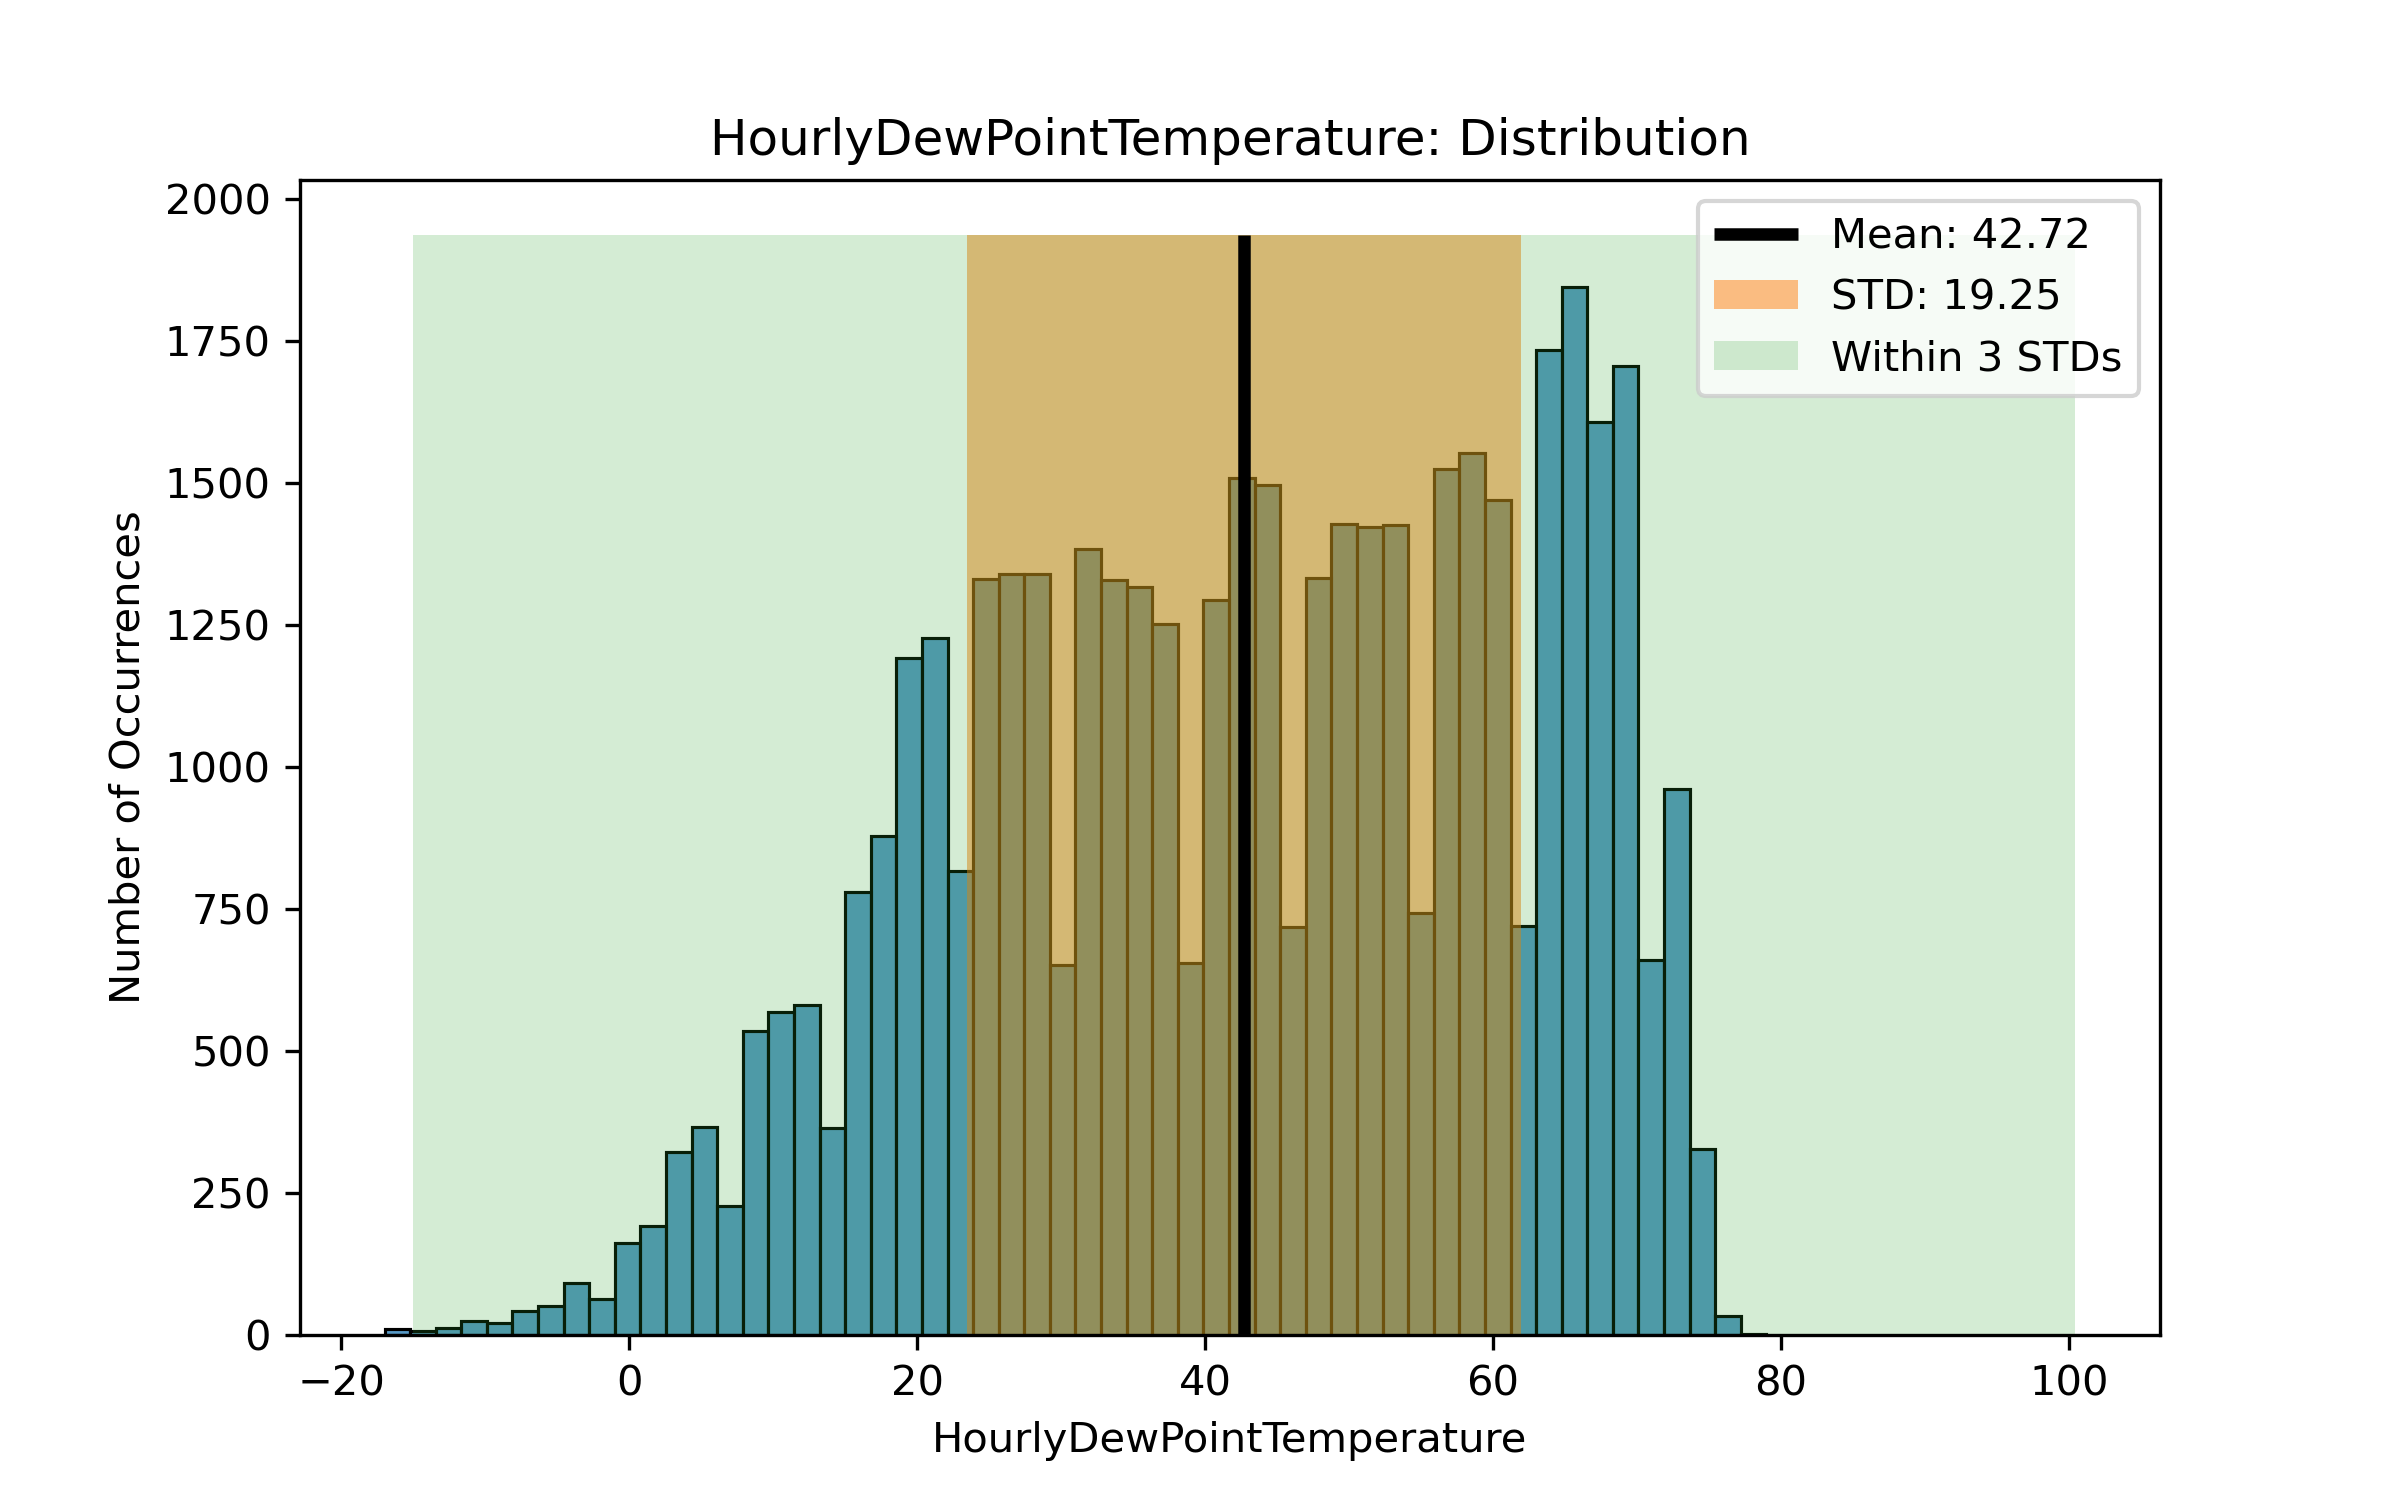 HourlyDewPointTemperature: Distribution
2000
1750
1500
1250
1000
750
500
250
0
Number of Occurrences
Mean: 42.72
STD: 19.25
Within 3 STDs
−20 0 20 40 60 80 100
HourlyDewPointTemperature